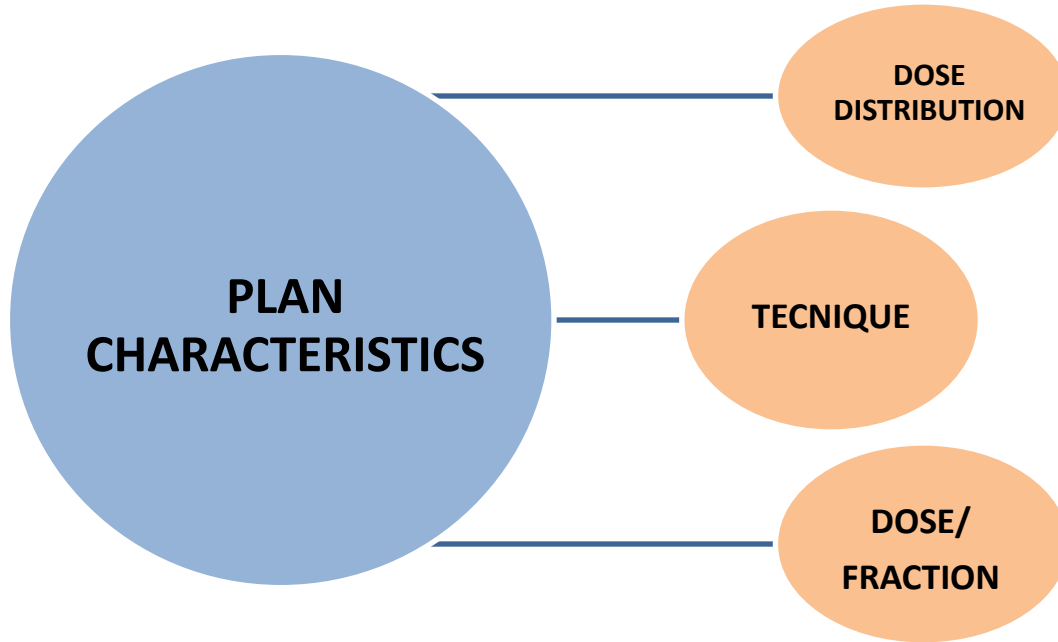 DOSE
DISTRIBUTION
PLAN
CHARACTERISTICS
TECNIQUE
DOSE/
FRACTION